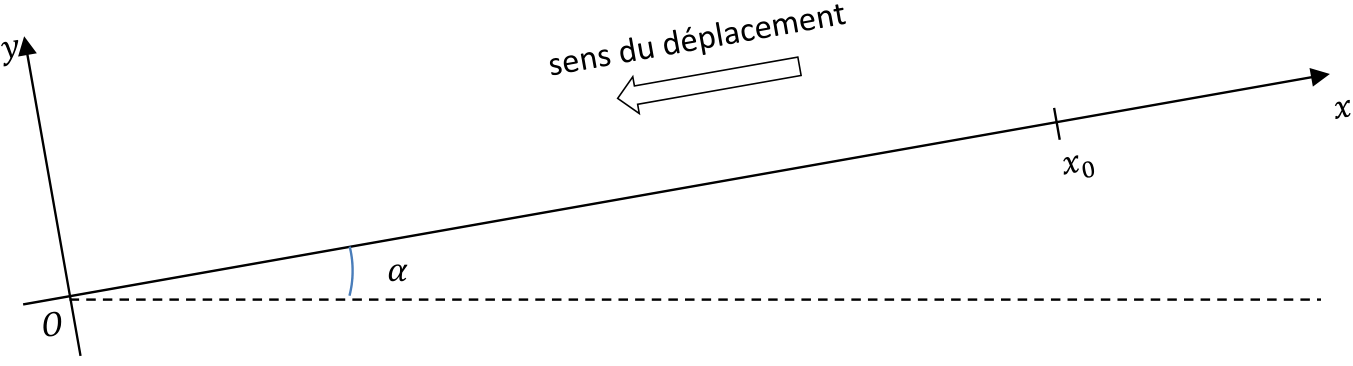 sens du déplacement
y
x
x₀
α
O